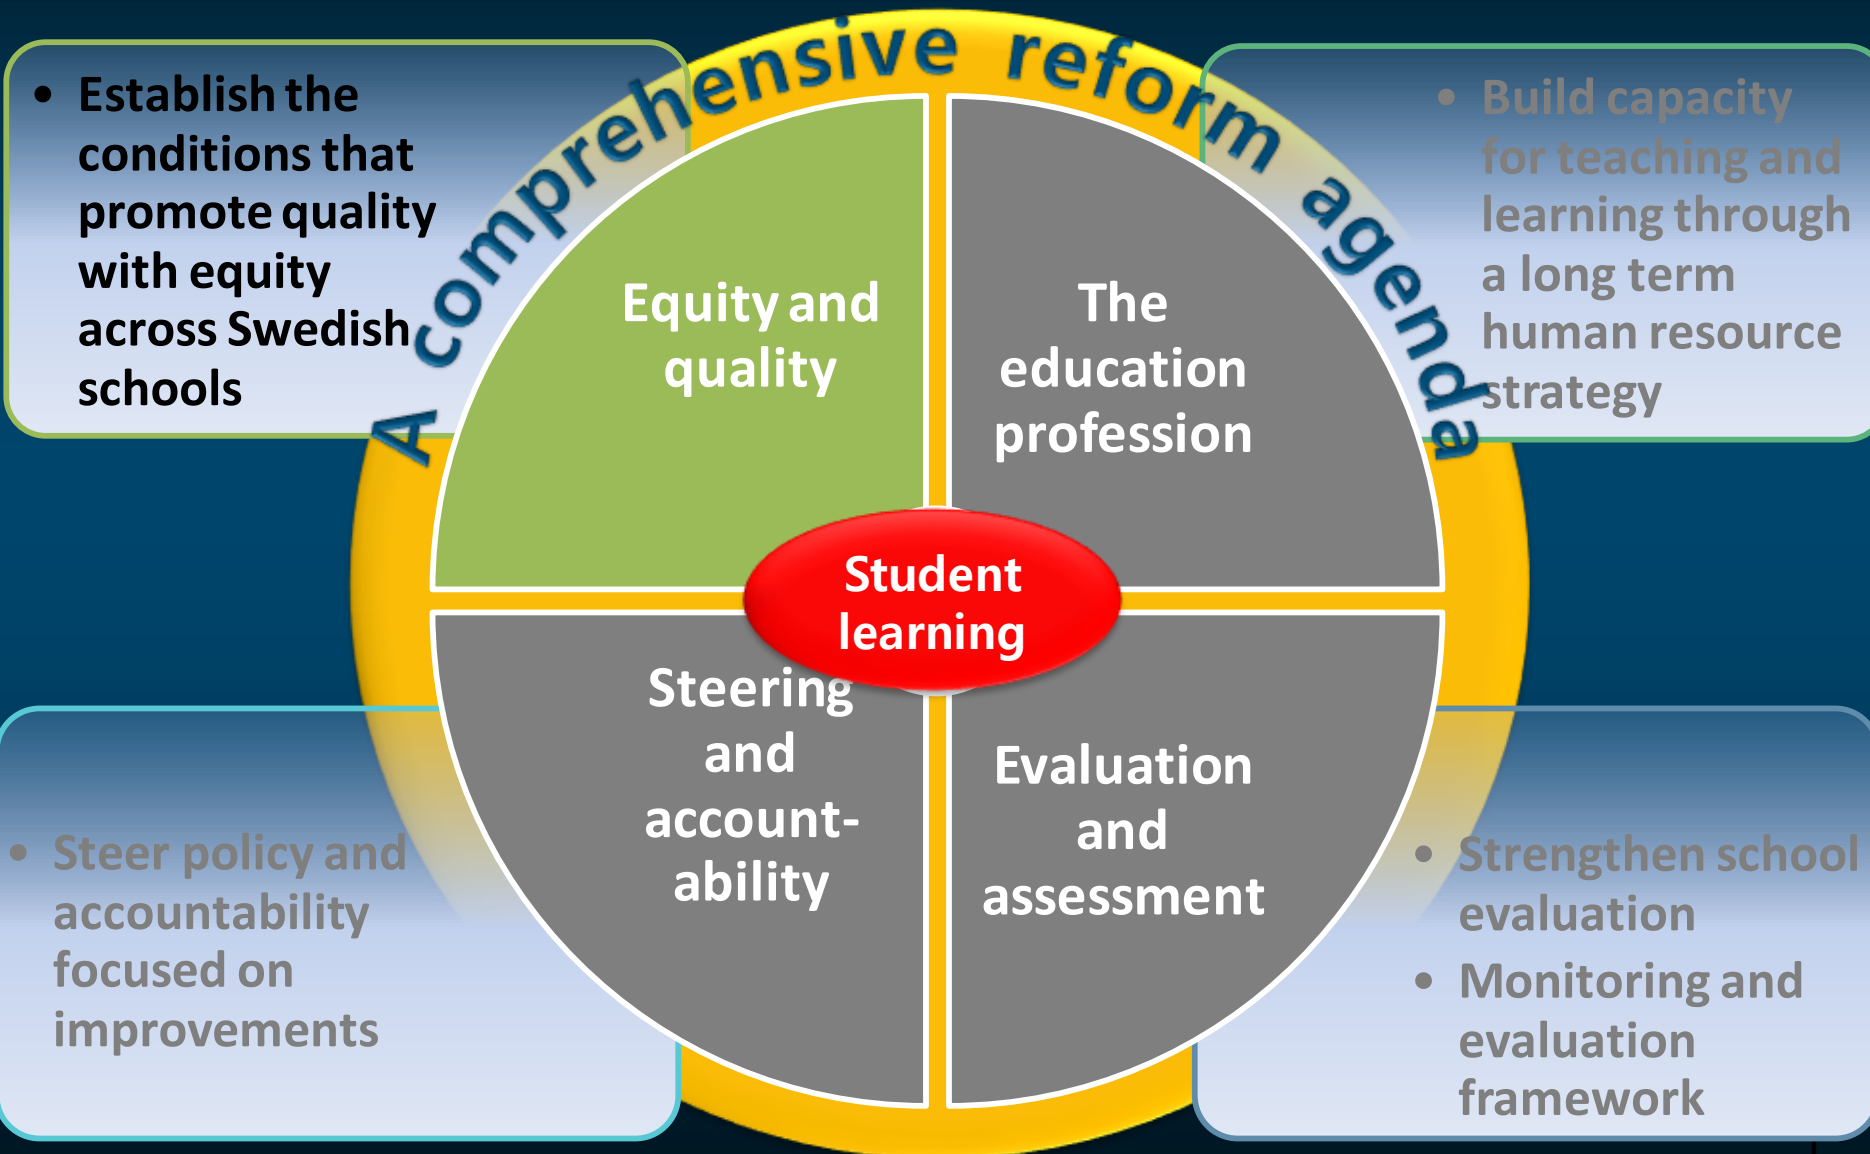 A comprehensive reform agenda
• Establish the
conditions that
promote quality
with equity
across Swedish
schools
• Build capacity
for teaching and
learning through
a long term
human resource
strategy
Equity and
quality
The
education
profession
Student
learning
Steering
and
account-
ability
Evaluation
and
assessment
• Steer policy and
accountability
focused on
improvements
• Strengthen school
evaluation
• Monitoring and
evaluation
framework